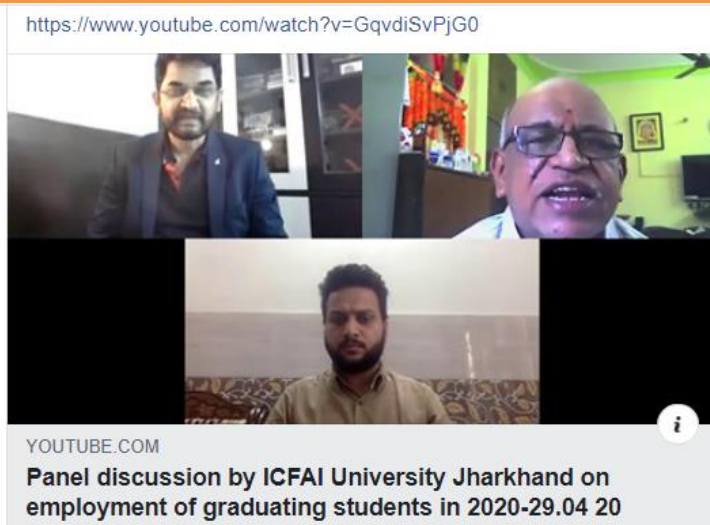 https://www.youtube.com/watch?v=GqvdiSvPjG0
i
YOUTUBE.COM
Panel discussion by ICFAI University Jharkhand on
employment of graduating students in 2020-29.04 20